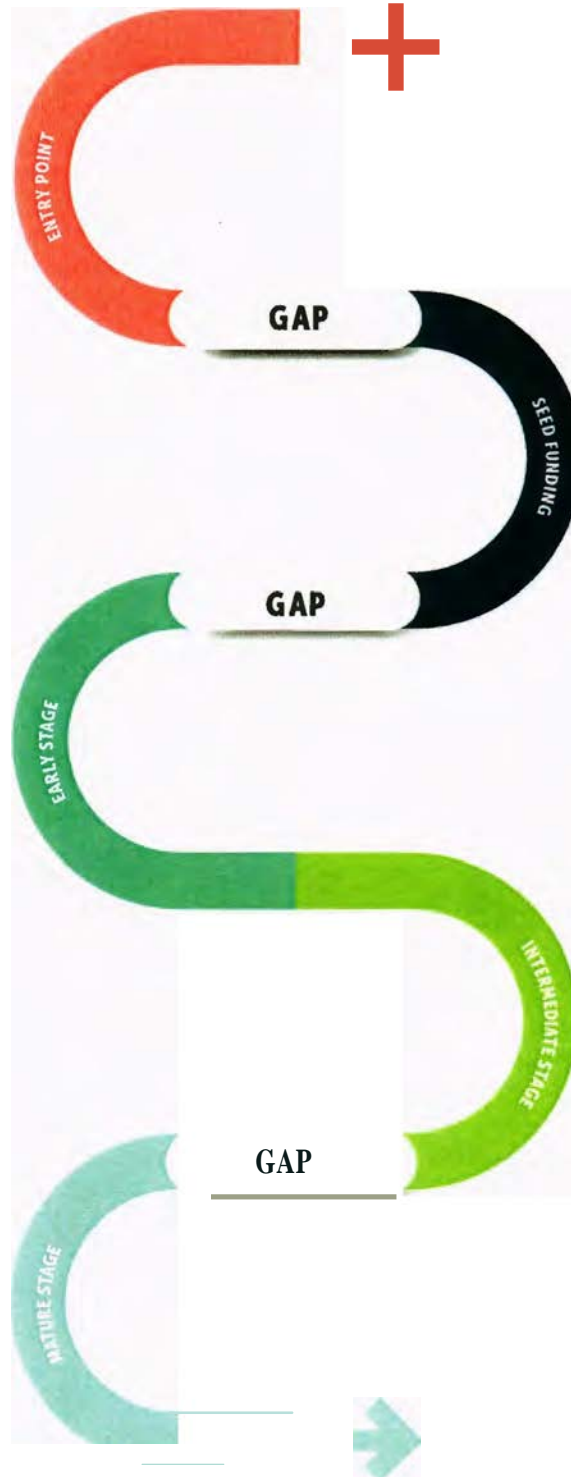 ENTRY POINT
GAP
SEED FUNDING
GAP
EARLY STAGE
INTERMEDIATE STAGE
GAP
MATURE STAGE